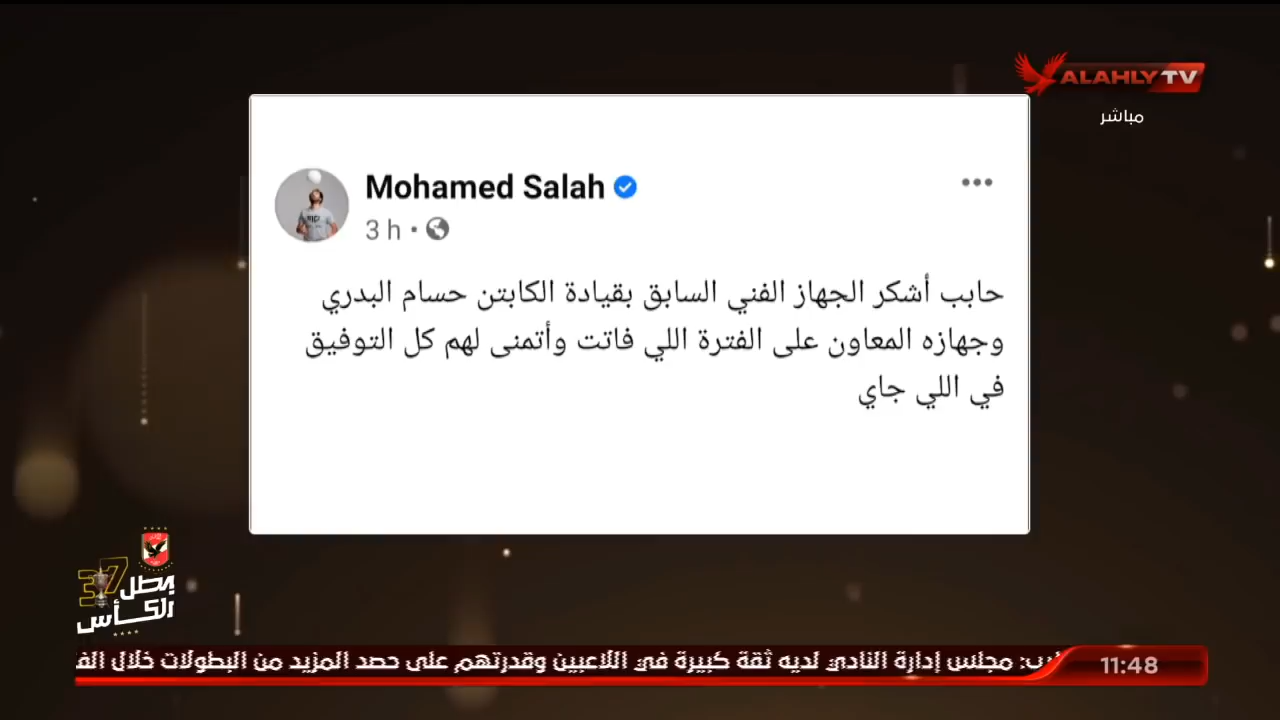 ALAHLY TV
مباشر
Mohamed Salah
3 h
حابب أشكر الجهاز الفني السابق بقيادة الكابتن حسام البدري
وجهازه المعاون على الفترة اللي فاتت وأتمنى لهم كل التوفيق
في اللي جاي
37 بطل
الكأس
مجلس إدارة النادي لديه ثقة كبيرة في اللاعبين وقدرتهم على حصد المزيد من البطولات خلال
11:48